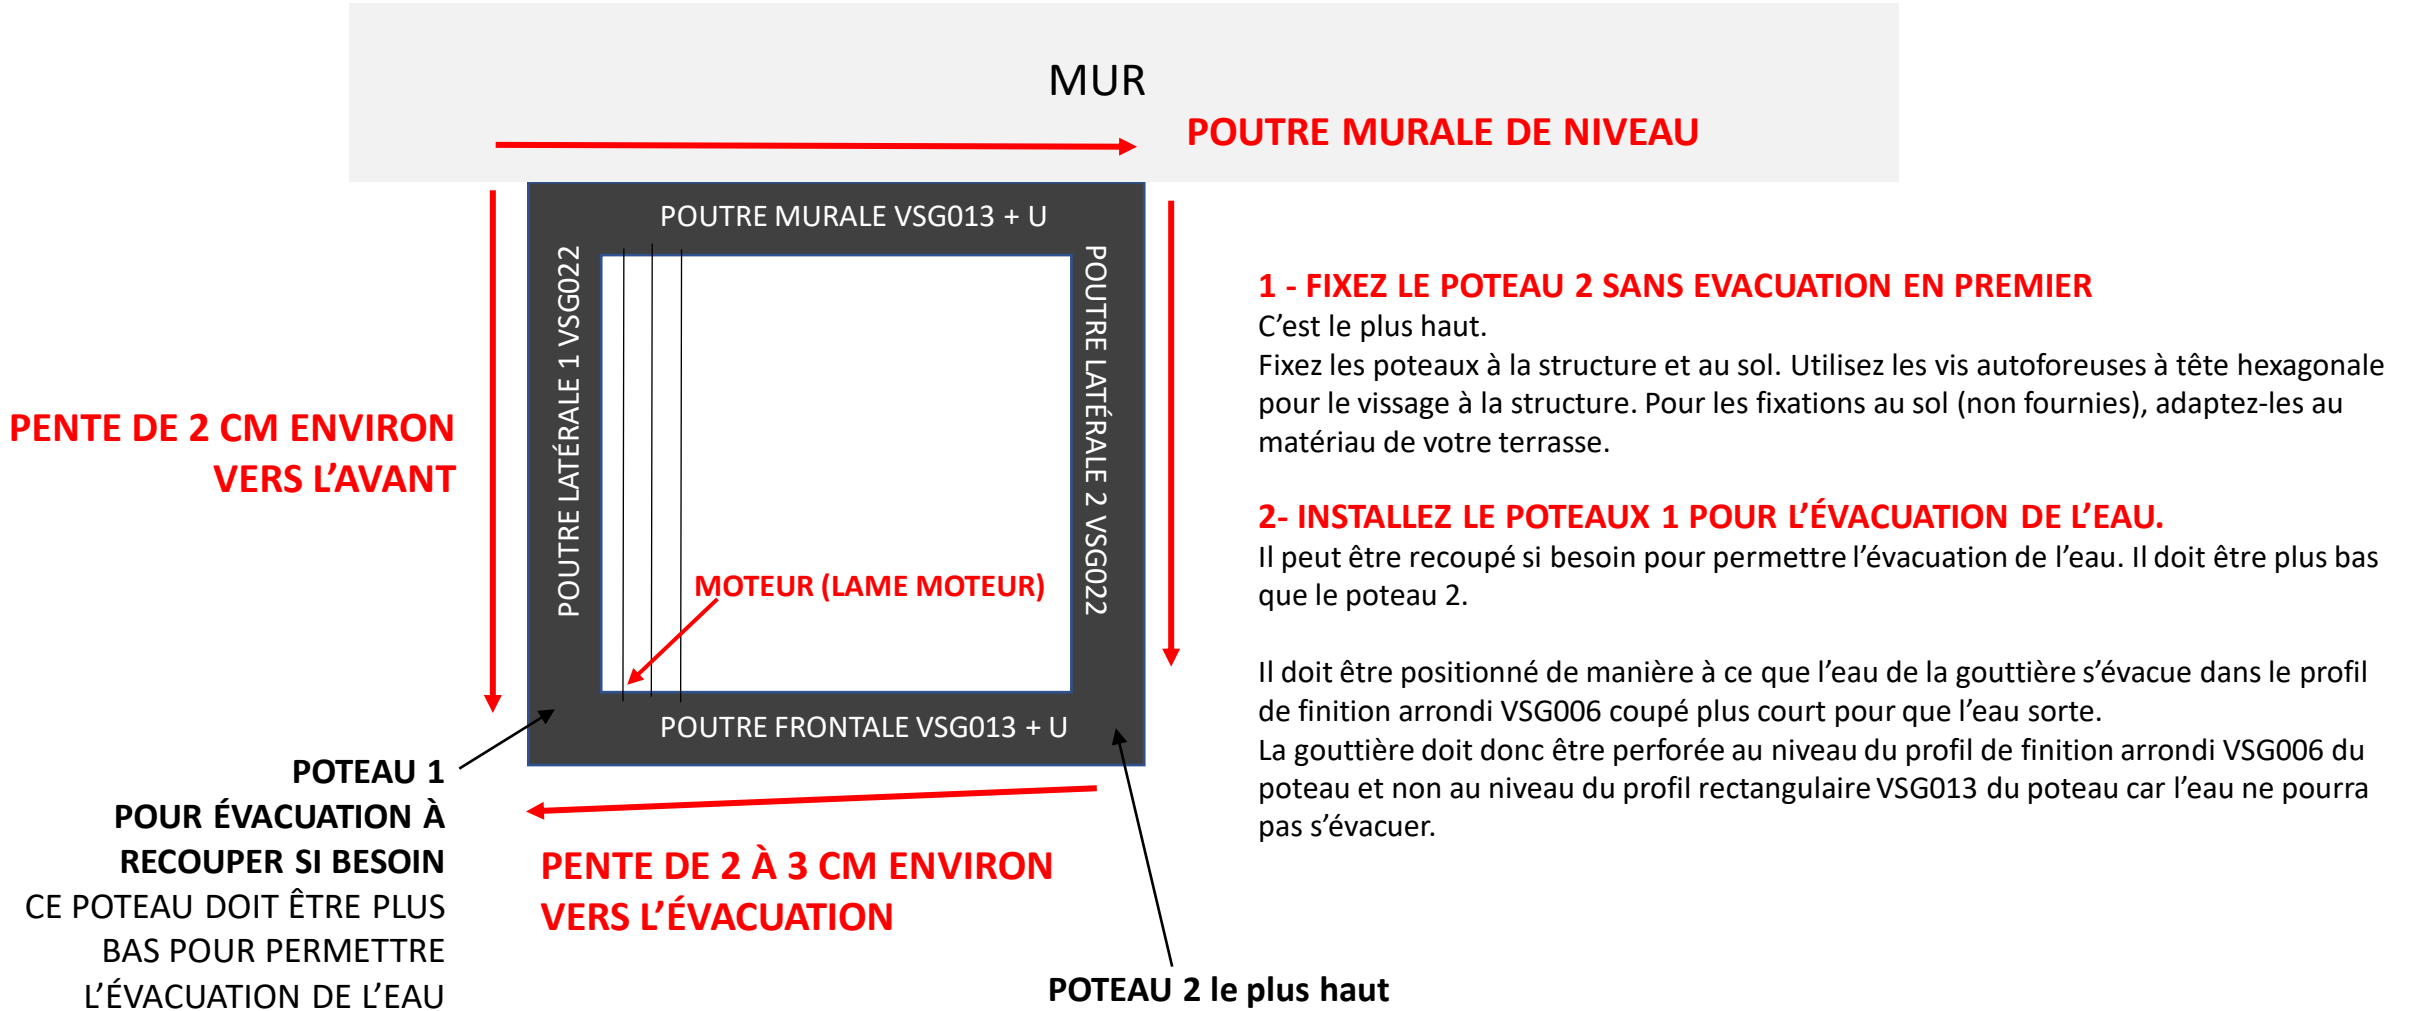 MUR
POUTRE MURALE DE NIVEAU
POUTRE MURALE VSG013 + U
POUTRE LATÉRALE 1 VSG022
POUTRE LATÉRALE 2 VSG022
PENTE DE 2 CM ENVIRON
VERS L’AVANT
MOTEUR (LAME MOTEUR)
POUTRE FRONTALE VSG013 + U
POTEAU 1
POUR ÉVACUATION À
RECOUPER SI BESOIN
CE POTEAU DOIT ÊTRE PLUS
BAS POUR PERMETTRE
L’ÉVACUATION DE L’EAU
PENTE DE 2 À 3 CM ENVIRON
VERS L’ÉVACUATION
POTEAU 2 le plus haut
1 - FIXEZ LE POTEAU 2 SANS EVACUATION EN PREMIER
C’est le plus haut.
Fixez les poteaux à la structure et au sol. Utilisez les vis autoforeuses à tête hexagonale
pour le vissage à la structure. Pour les fixations au sol (non fournies), adaptez-les au
matériau de votre terrasse.
2- INSTALLEZ LE POTEAUX 1 POUR L’ÉVACUATION DE L’EAU.
Il peut être recoupé si besoin pour permettre l’évacuation de l’eau. Il doit être plus bas
que le poteau 2.
Il doit être positionné de manière à ce que l’eau de la gouttière s’évacue dans le profil
de finition arrondi VSG006 coupé plus court pour que l’eau sorte.
La gouttière doit donc être perforée au niveau du profil de finition arrondi VSG006 du
poteau et non au niveau du profil rectangulaire VSG013 du poteau car l’eau ne pourra
pas s’évacuer.